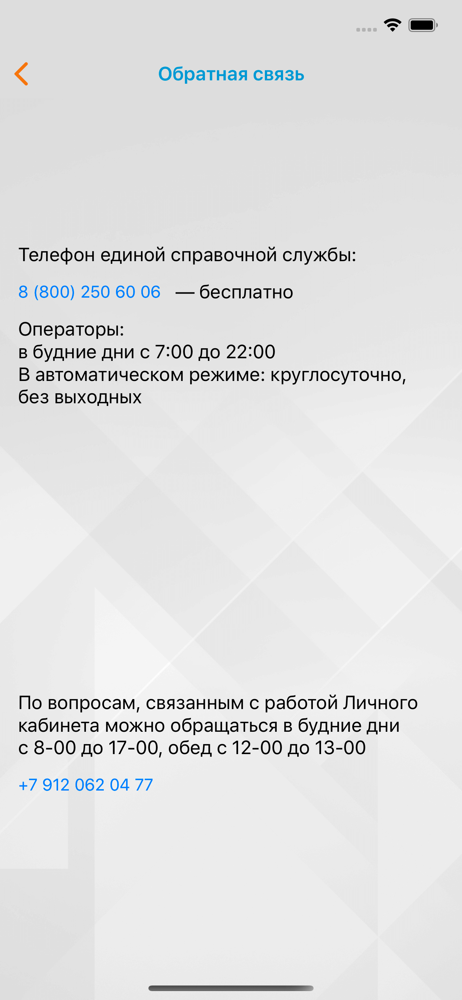 Обратная связь
Телефон единой справочной службы:
8 (800) 250 60 06 — бесплатно
Операторы:
в будние дни с 7:00 до 22:00
В автоматическом режиме: круглосуточно,
без выходных
По вопросам, связанным с работой Личного
кабинета можно обращаться в будние дни
с 8-00 до 17-00, обед с 12-00 до 13-00
+7 912 062 04 77